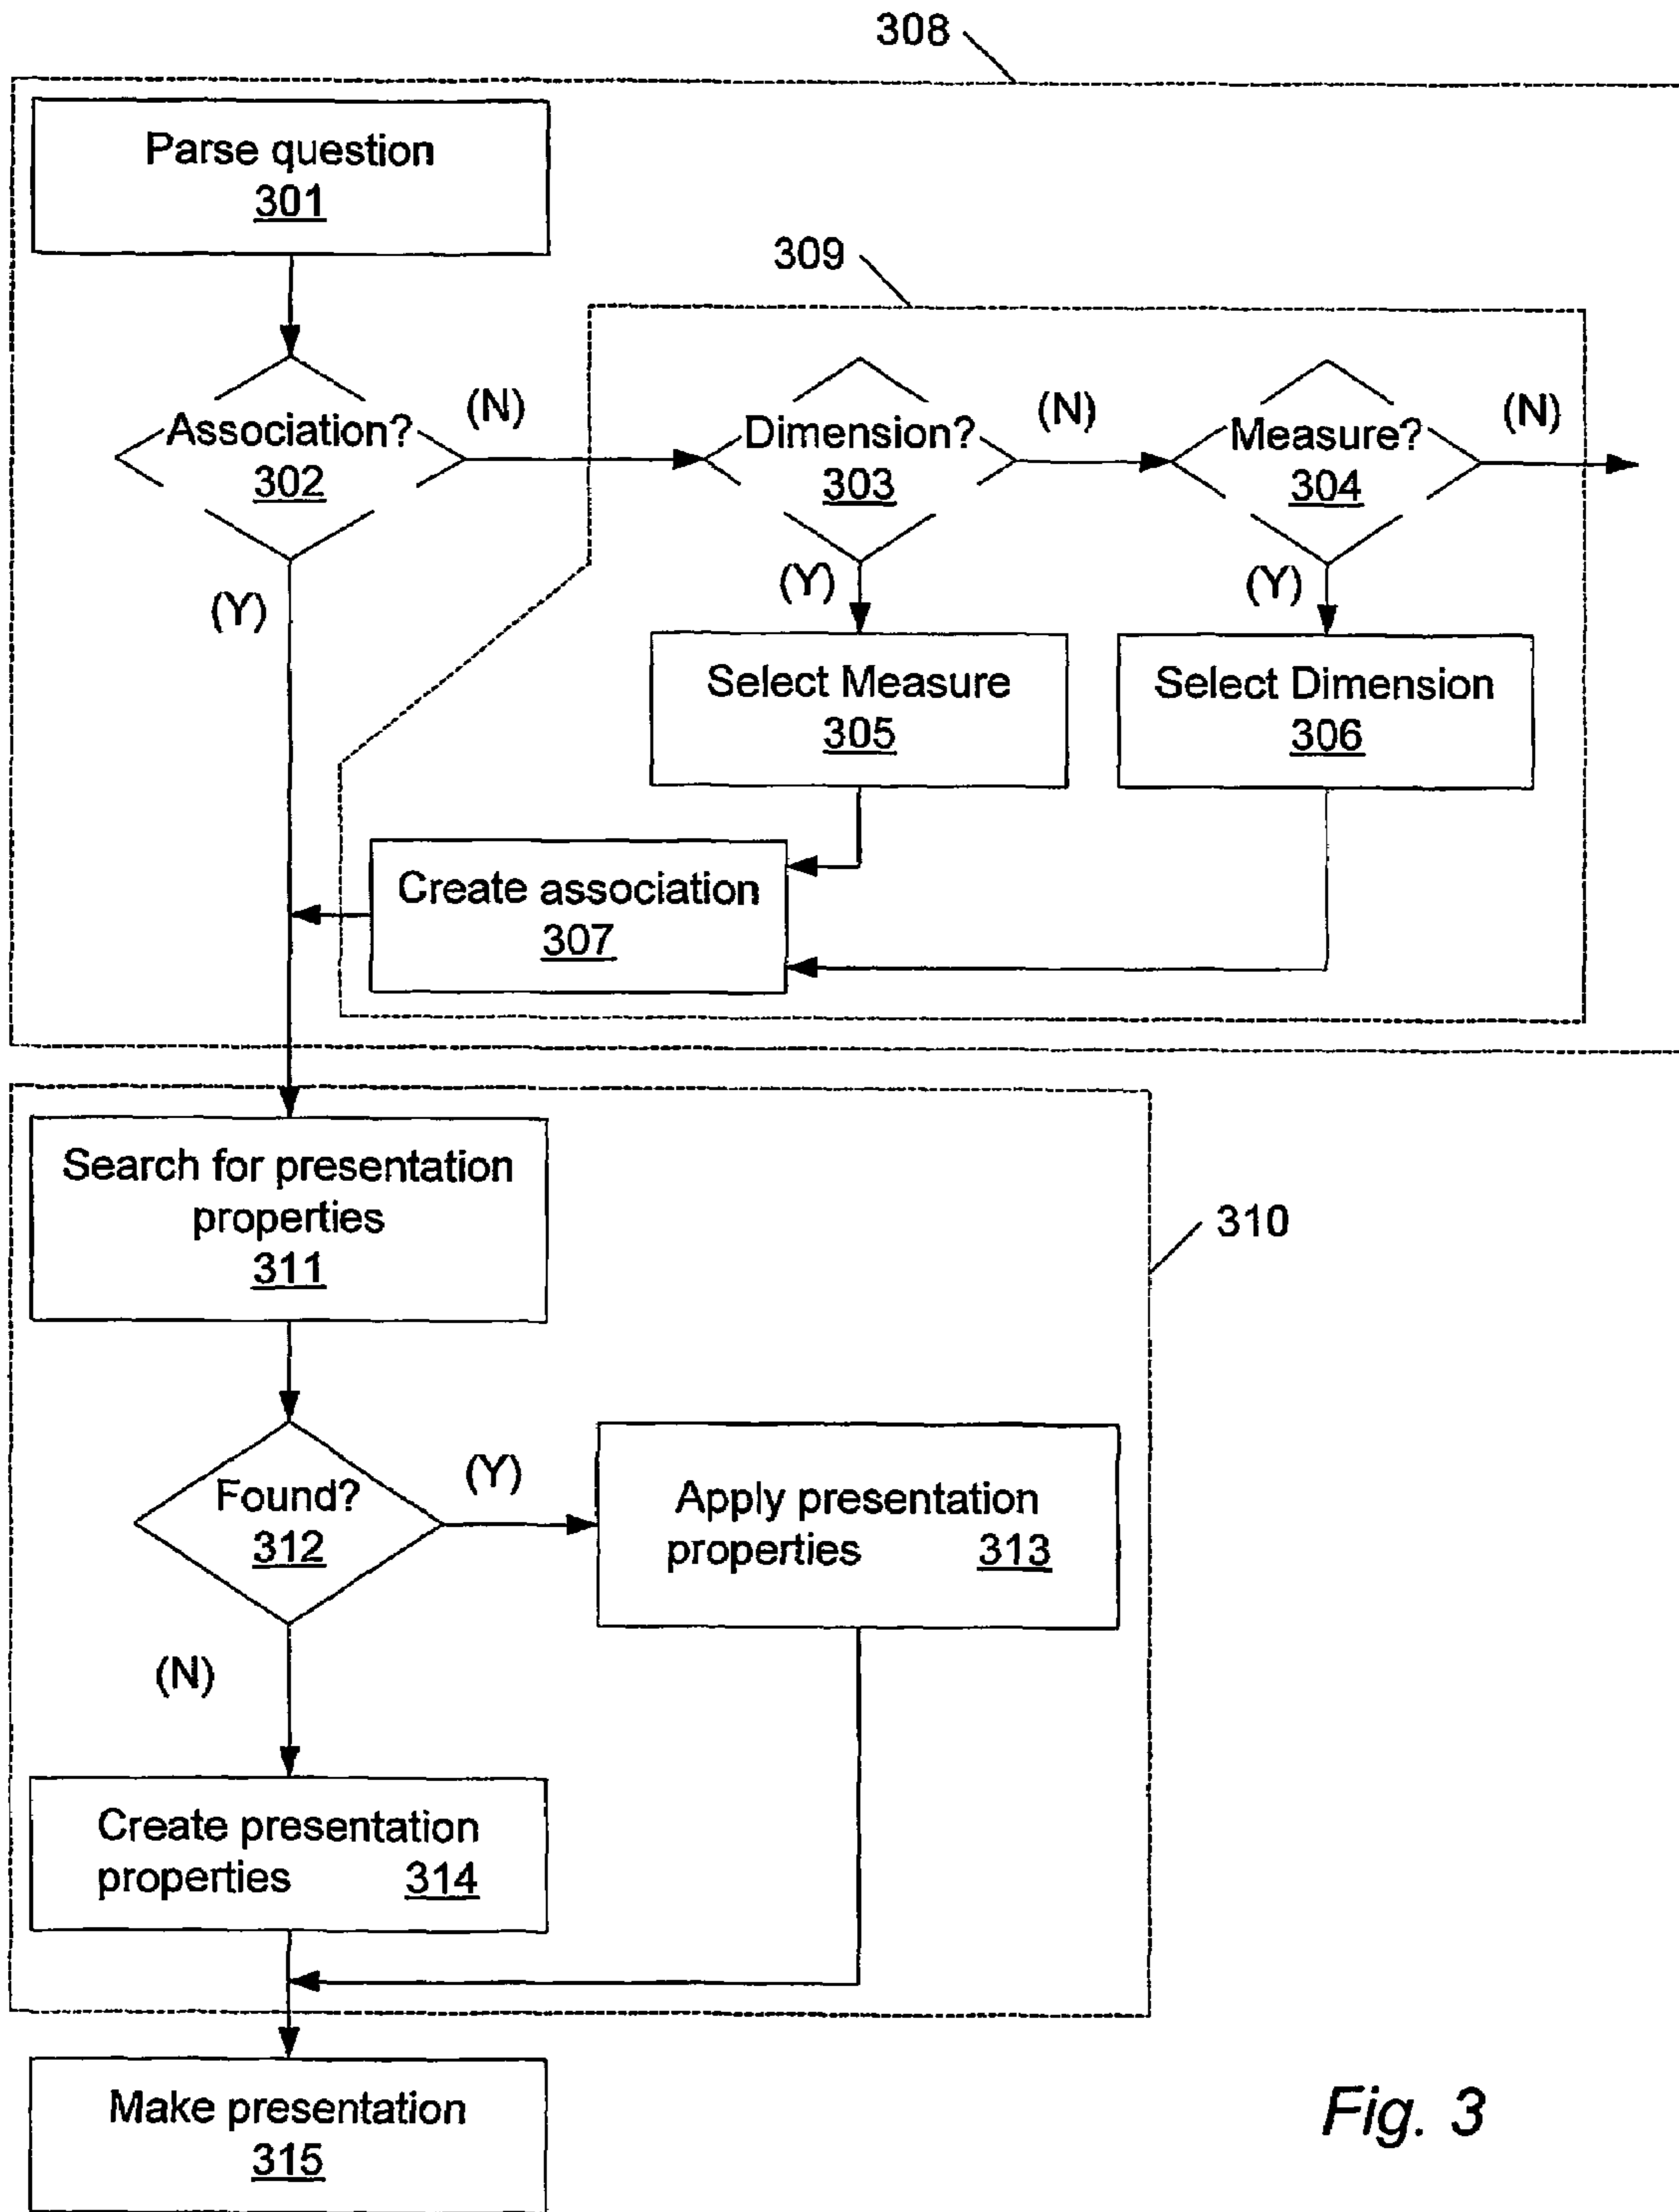 308
Parse question
301
309
Association?
302
(N)
Dimension?
303
(N)
Measure?
304
(N)
(Y)
(Y)
(Y)
Select Measure
305
Select Dimension
306
Create association
307
Search for presentation
properties
311
310
Found?
312
(Y)
Apply presentation
properties 313
(N)
Create presentation
properties 314
Make presentation
315
Fig. 3